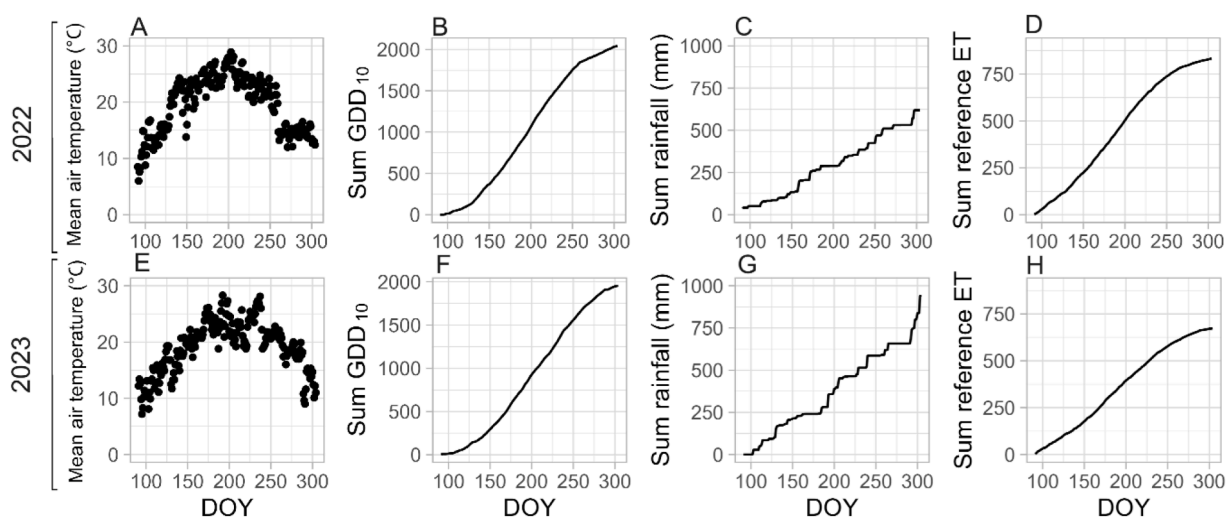 2022
A
Mean air temperature (°C)
30
20
10
0
100 150 200 250 300
B
Sum GDD10
2000
1500
1000
500
0
100 150 200 250 300
C
Sum rainfall (mm)
1000
750
500
250
0
100 150 200 250 300
D
Sum reference ET
750
500
250
0
100 150 200 250 300
2023
E
Mean air temperature (°C)
30
20
10
0
100 150 200 250 300
DOY
F
Sum GDD10
2000
1500
1000
500
0
100 150 200 250 300
DOY
G
Sum rainfall (mm)
1000
750
500
250
0
100 150 200 250 300
DOY
H
Sum reference ET
750
500
250
0
100 150 200 250 300
DOY